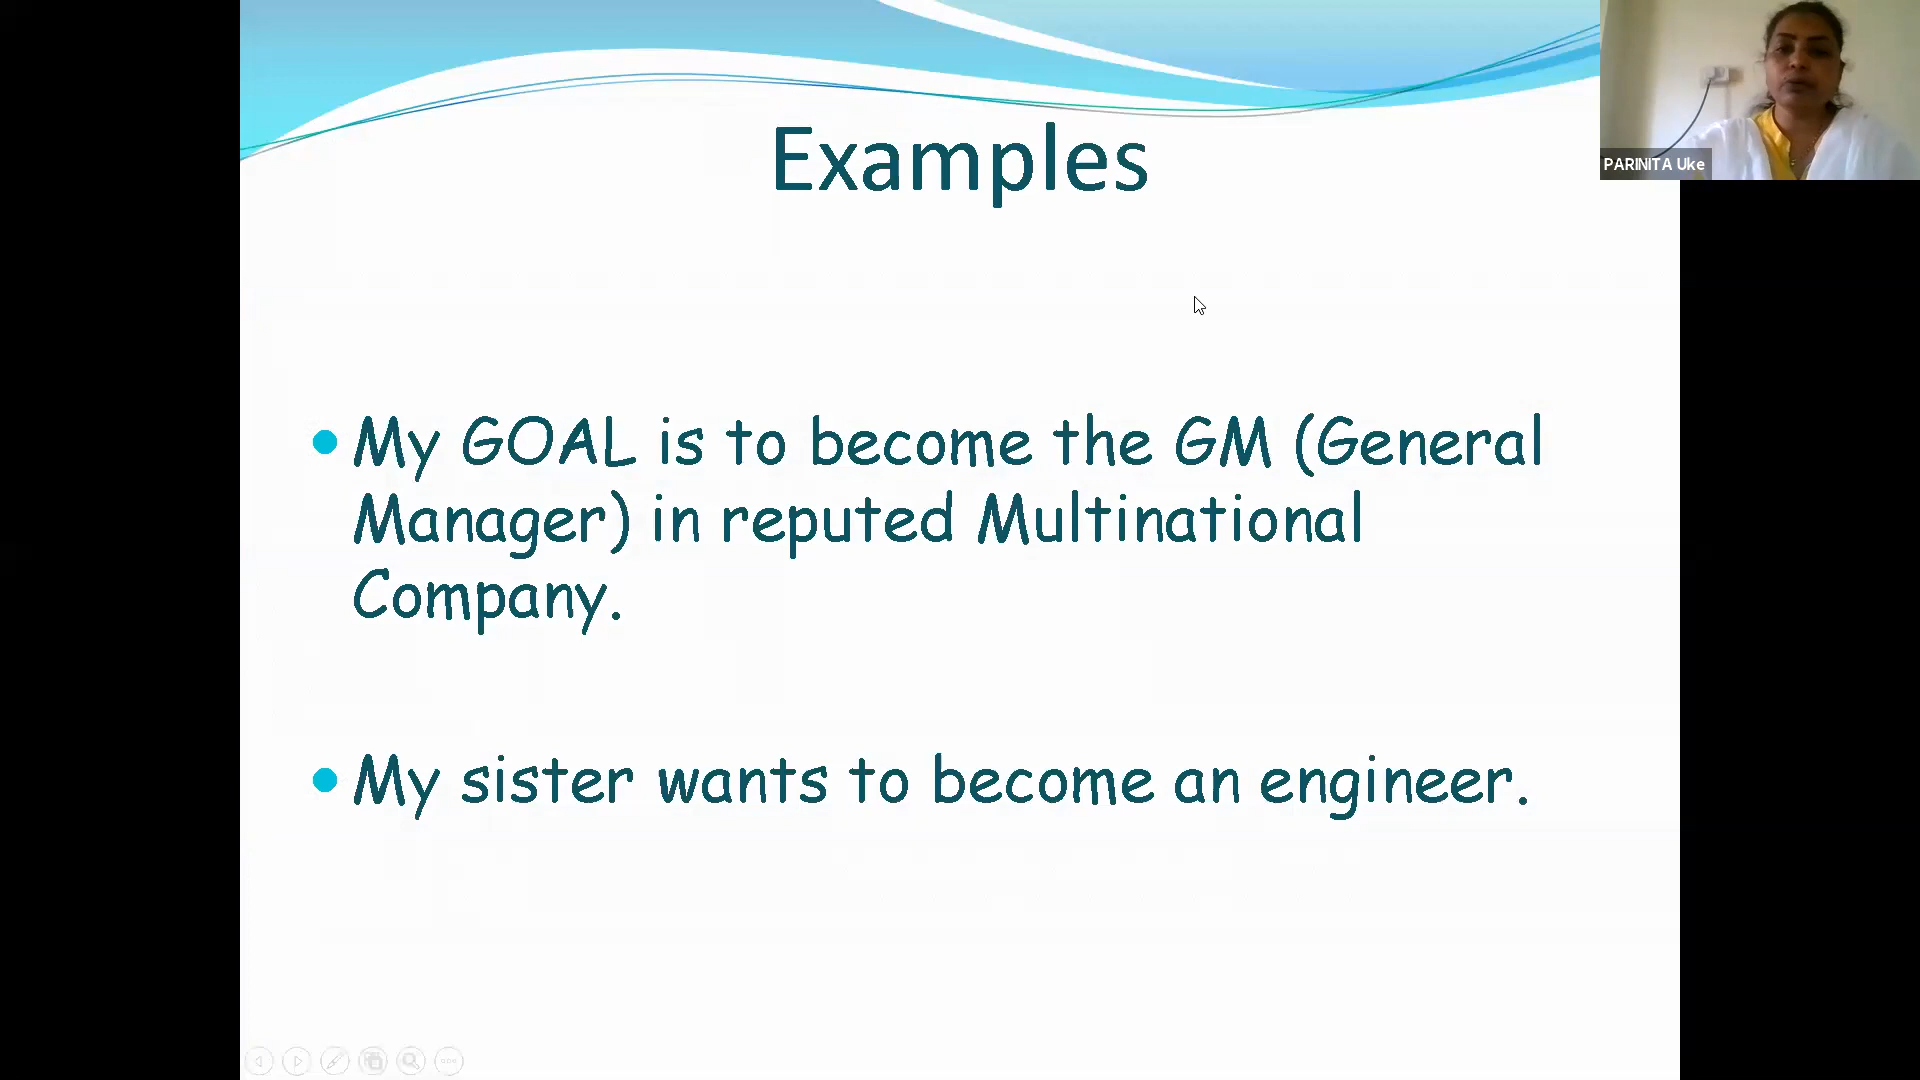 Examples
PARINITA Uke
• My GOAL is to become the GM (General
Manager) in reputed Multinational
Company.
• My sister wants to become an engineer.